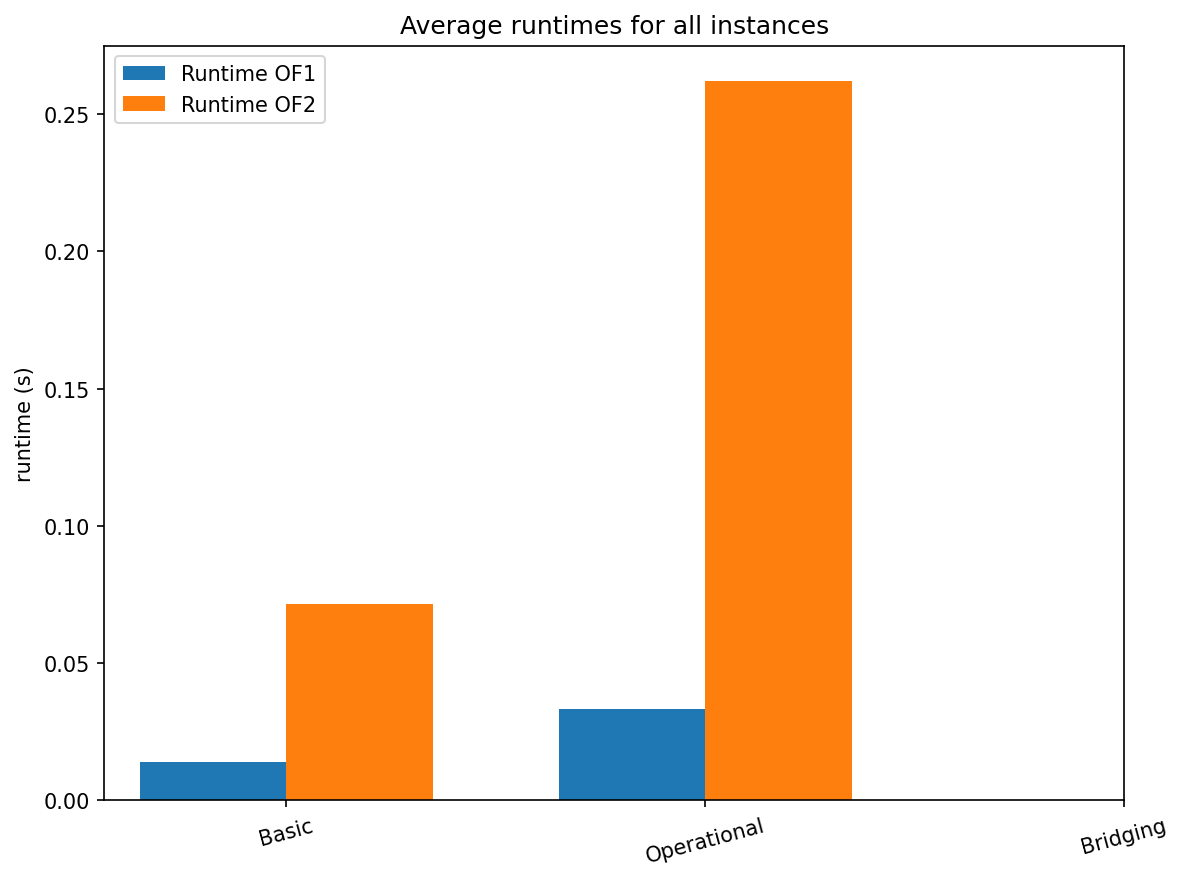 Average runtimes for all instances
Runtime OF1
Runtime OF2
runtime (s)
0.25
0.20
0.15
0.10
0.05
0.00
Basic
Operational
Bridging